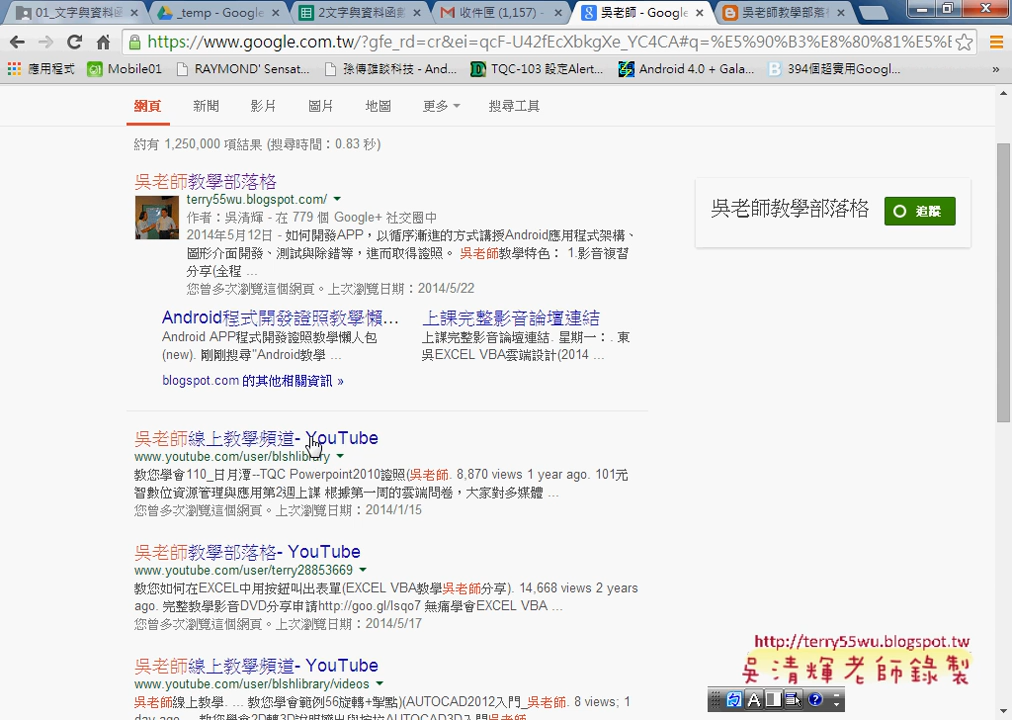 01_文字與資料函數
_temp - Google
2文字與資料函數
收件匣 (1,157) -
吳老師 - Google
吳老師教學部落
https://www.google.com.tw/?gfe_rd=cr&ei=qcF-U42fEcXbkgXe_YC4CA#q=%E5%90%B3%E8%80%81%E5%
應用程式 Mobile01 RAYMOND' Sensat... 孫傳雄談科技 - And... TQC-103 設定Alert... Android 4.0 + Gala... 394個超實用Googl... »
網頁 新聞 影片 圖片 地圖 更多 搜尋工具
約有 1,250,000 項結果 (搜尋時間:0.83 秒)
吳老師教學部落格
terry55wu.blogspot.com/
作者:吳清輝 - 在 779 個 Google+ 社交圈中
2014年5月12日 - 如何開發APP,以循序漸進的方式講授Android應用程式架構、
圖形介面開發、測試與除錯等,進而取得證照。 吳老師教學特色: 1.影音複習
分享(全程 ...
您曾多次瀏覽這個網頁。上次瀏覽日期:2014/5/22
Android程式開發證照教學懶...
Android APP程式開發證照教學懶人包
(new). 剛剛搜尋"Android教學 ...
上課完整影音論壇連結
上課完整影音論壇連結. 星期一:. 東
吳EXCEL VBA雲端設計(2014 ...
blogspot.com 的其他相關資訊 »
吳老師教學部落格 追蹤
吳老師線上教學頻道- YouTube
www.youtube.com/user/blshlibrary
教您學會110_日月潭--TQC Powerpoint2010證照(吳老師. 8,870 views 1 year ago. 101元
智數位資源管理與應用第2週上課 根據第一周的雲端問卷,大家對多媒體 ...
您曾多次瀏覽這個網頁。上次瀏覽日期:2014/1/15
吳老師教學部落格- YouTube
www.youtube.com/user/terry28853669
教您如何在EXCEL中用按鈕叫出表單(EXCEL VBA教學吳老師分享). 14,668 views 2 years
ago. 完整教學影音DVD分享申請http://goo.gl/lsqo7 無痛學會EXCEL VBA ...
您曾多次瀏覽這個網頁。上次瀏覽日期:2014/5/17
吳老師線上教學頻道- YouTube
www.youtube.com/user/blshlibrary/videos
吳老師線上教學. ... 教您學會範例56旋轉+掣點)(AUTOCAD2012入門_吳老師. 8 views; 1
http://terry55wu.blogspot.tw
吳清輝老師錄製